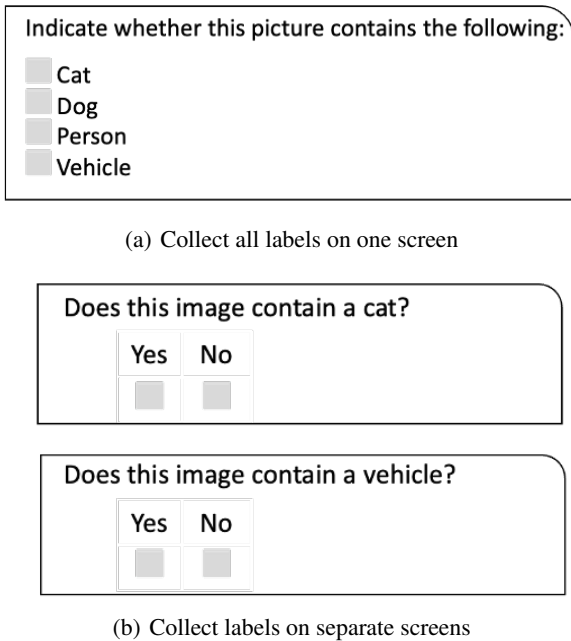 Indicate whether this picture contains the following:
Cat
Dog
Person
Vehicle
(a) Collect all labels on one screen
Does this image contain a cat?
Yes No
Does this image contain a vehicle?
Yes No
(b) Collect labels on separate screens